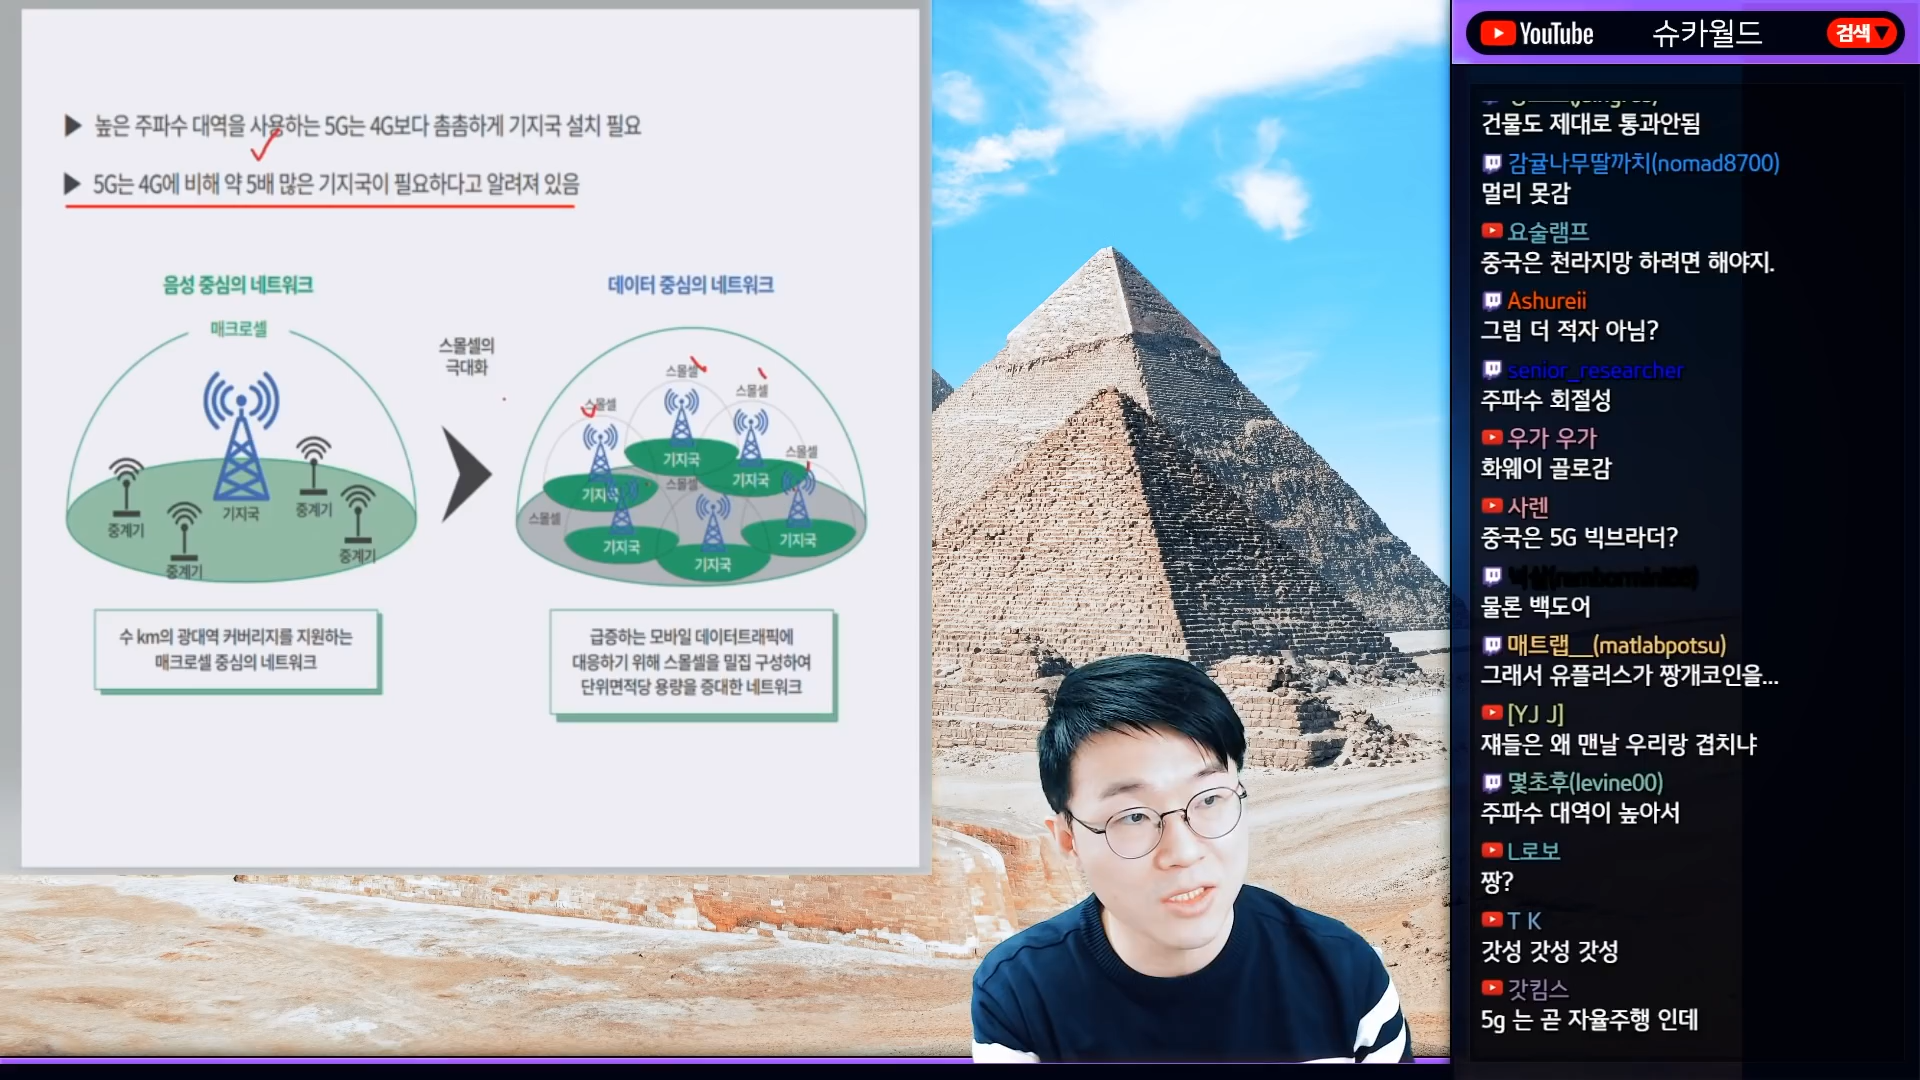 ▶ 높은 주파수 대역을 사용하는 5G는 4G보다 촘촘하게 기지국 설치 필요
▶ 5G는 4G에 비해 약 5배 많은 기지국이 필요하다고 알려져 있음
음성 중심의 네트워크
매크로셀
중계기
중계기
기지국
중계기
중계기
수 km의 광대역 커버리지를 지원하는
매크로셀 중심의 네트워크
스몰셀의
극대화
데이터 중심의 네트워크
스몰셀
스몰셀
스몰셀
스몰셀
기지국
기지국
스몰셀
기지국
스몰셀
기지국
기지국
기지국
급증하는 모바일 데이터트래픽에
대응하기 위해 스몰셀을 밀집 구성하여
단위면적당 용량을 증대한 네트워크
YouTube 슈카월드 검색▼
건물도 제대로 통과안됨
감귤나무딸까치(nomad8700)
멀리 못감
요술램프
중국은 천라지망 하려면 해야지.
Ashureii
그럼 더 적자 아님?
senior_researcher
주파수 회절성
우가 우가
화웨이 골로감
사렌
중국은 5G 빅브라더?
물론 백도어
매트랩__(matlabpotsu)
그래서 유플러스가 짱개코인을...
[YJ J]
쟤들은 왜 맨날 우리랑 겹치냐
몇초후(levine00)
주파수 대역이 높아서
L로보
짱?
T K
갓성 갓성 갓성
갓킴스
5g 는 곧 자율주행 인데